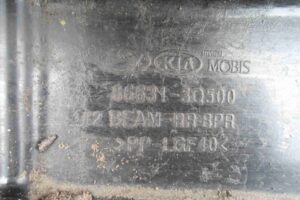 KIA MOBIS
86631-3Q500
BEAM-RR BPR
>PP-LGF40<